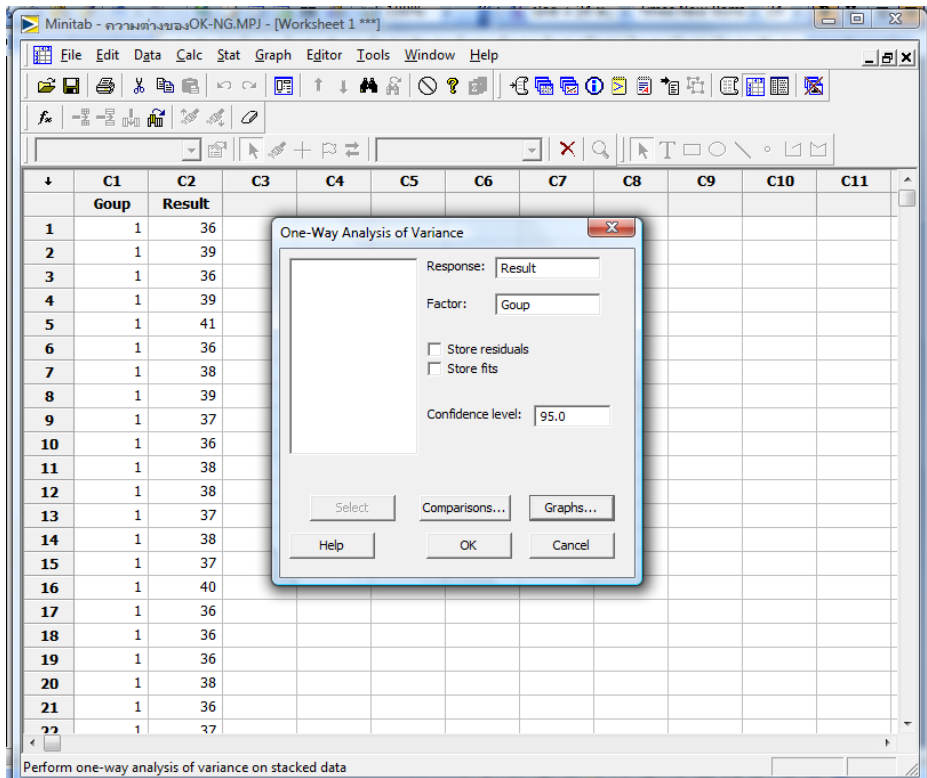 Minitab - ความต่างของOK-NG.MPJ - [Worksheet 1 ***]
File Edit Data Calc Stat Graph Editor Tools Window Help
↓ C1 C2 C3 C4 C5 C6 C7 C8 C9 C10 C11
Goup Result
1 1 36
2 1 39
3 1 36
4 1 39
5 1 41
6 1 36
7 1 38
8 1 39
9 1 37
10 1 36
11 1 38
12 1 38
13 1 37
14 1 38
15 1 37
16 1 40
17 1 36
18 1 36
19 1 36
20 1 38
21 1 36
22 1 37
One-Way Analysis of Variance
Response: Result
Factor: Goup
Store residuals
Store fits
Confidence level: 95.0
Select Comparisons... Graphs...
Help OK Cancel
Perform one-way analysis of variance on stacked data